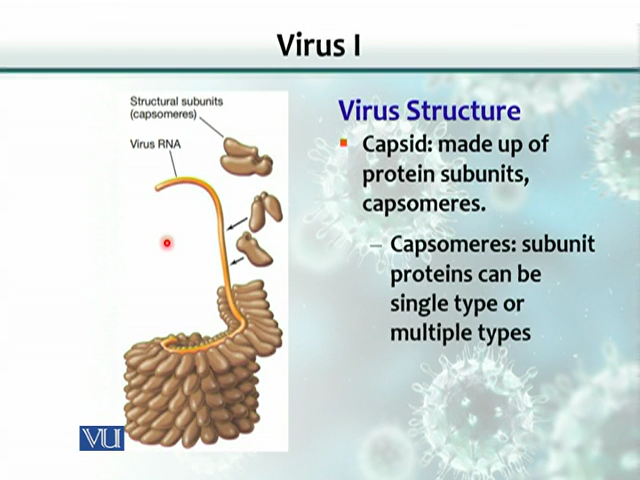 Virus I
Structural subunits
(capsomeres)
Virus RNA
Virus Structure
Capsid: made up of
protein subunits,
capsomeres.
– Capsomeres: subunit
proteins can be
single type or
multiple types
VU